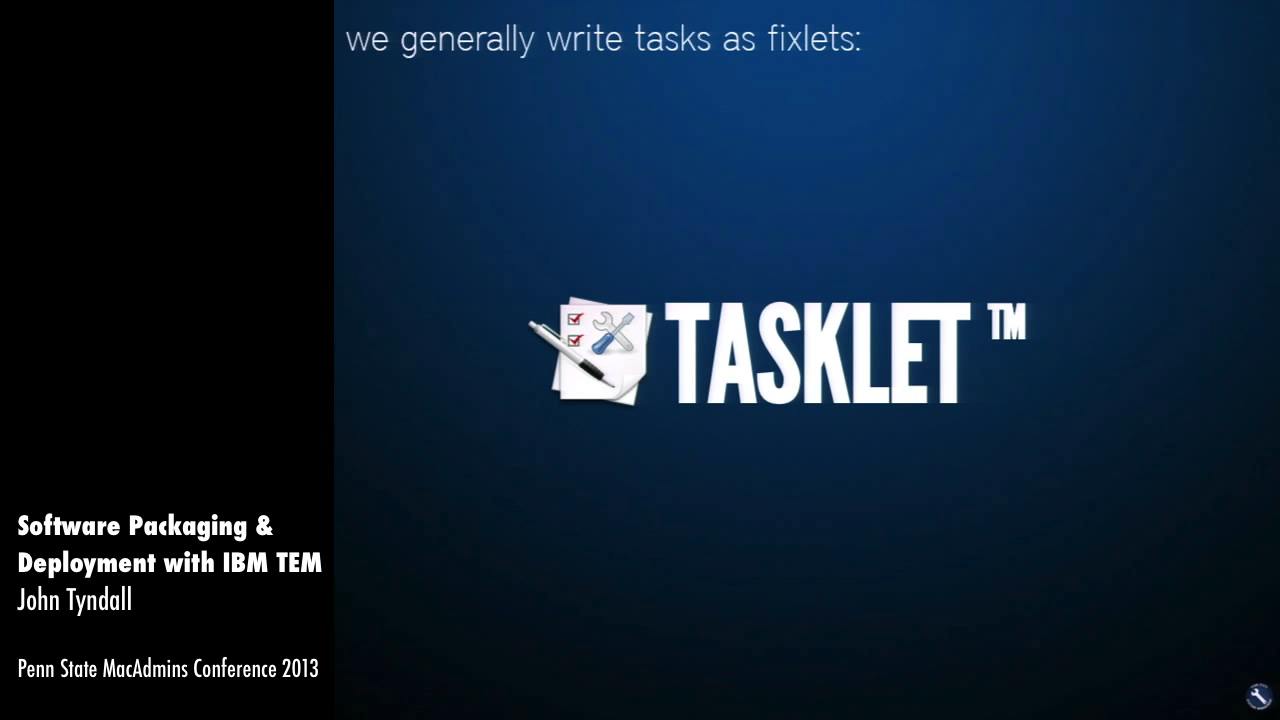 we generally write tasks as fixlets:
TASKLET ™
Software Packaging &
Deployment with IBM TEM
John Tyndall
Penn State MacAdmins Conference 2013